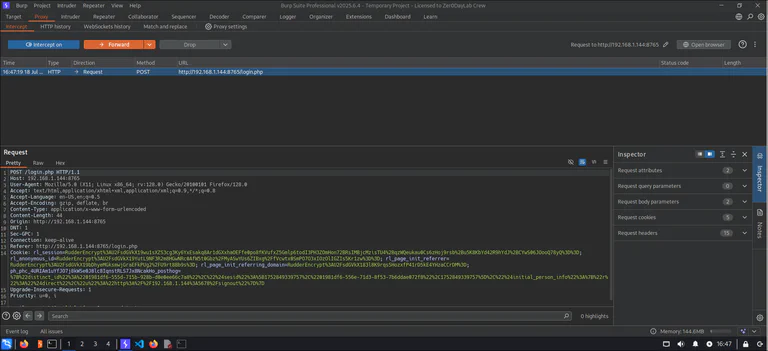 Burp Project Intruder Repeater View Help
Burp Suite Professional v2025.6.4 - Temporary Project - Licensed to Zer0DayLab Crew
Target Proxy Intruder Repeater Collaborator Sequencer Decoder Comparer Logger Organizer Extensions Dashboard Learn
Intercept HTTP history WebSockets history Match and replace Proxy settings
Intercept on Forward Drop Request to http://192.168.1.144:8765 Open browser
Time Type Direction Method URL Status code Length
16:47:19 18 Jul ... HTTP Request POST http://192.168.1.144:8765/login.php
Request
Pretty Raw Hex
1 POST /login.php HTTP/1.1
2 Host: 192.168.1.144:8765
3 User-Agent: Mozilla/5.0 (X11; Linux x86_64; rv:128.0) Gecko/20100101 Firefox/128.0
4 Accept: text/html,application/xhtml+xml,application/xml;q=0.9,*/*;q=0.8
5 Accept-Language: en-US,en;q=0.5
6 Accept-Encoding: gzip, deflate, br
7 Content-Type: application/x-www-form-urlencoded
8 Content-Length: 44
9 Origin: http://192.168.1.144:8765
10 DNT: 1
11 Sec-GPC: 1
12 Connection: keep-alive
13 Referer: http://192.168.1.144:8765/login.php
14 Cookie: rl_session=
rl_anonymous_id= rl_page_init_referrer=
rl_page_init_referring_domain=
15 Upgrade-Insecure-Requests: 1
16 Priority: u=0, i
Inspector
Request attributes 2
Request query parameters 0
Request body parameters 2
Request cookies 5
Request headers 15
Inspector
Notes
Search 0 highlights
Event log All issues Memory: 144.8MB
1 2 3 4 16:47